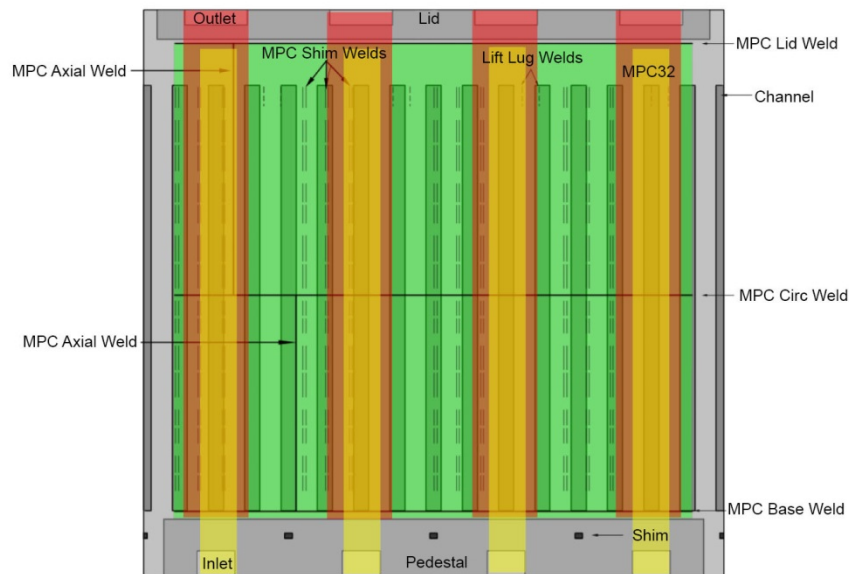 Outlet
Lid
MPC Lid Weld
MPC Shim Welds
Lift Lug Welds
MPC Axial Weld
MPC32
Channel
MPC Circ Weld
MPC Axial Weld
MPC Base Weld
Shim
Inlet
Pedestal